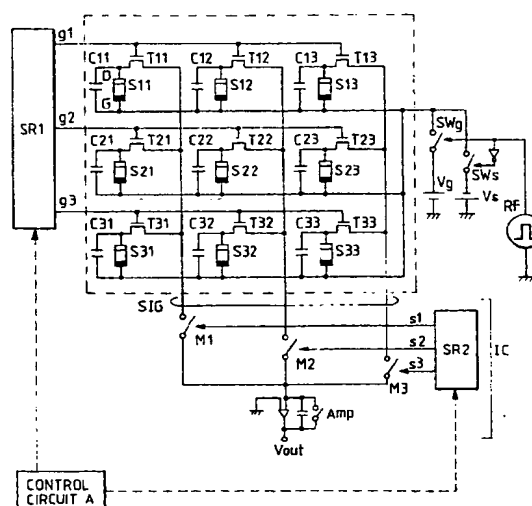 g1
C11 T11 C12 T12 C13 T13
D
S11 S12 S13
SR1
G
g2
C21 T21 C22 T22 C23 T23
SWg
S21 S22 S23
SWs
Vg Vs
g3
RF
C31 T31 C32 T32 C33 T33
S31 S32 S33
SIG
s1
M1 s2 SR2 IC
M2 s3
M3
Amp
Vout
CONTROL
CIRCUIT A